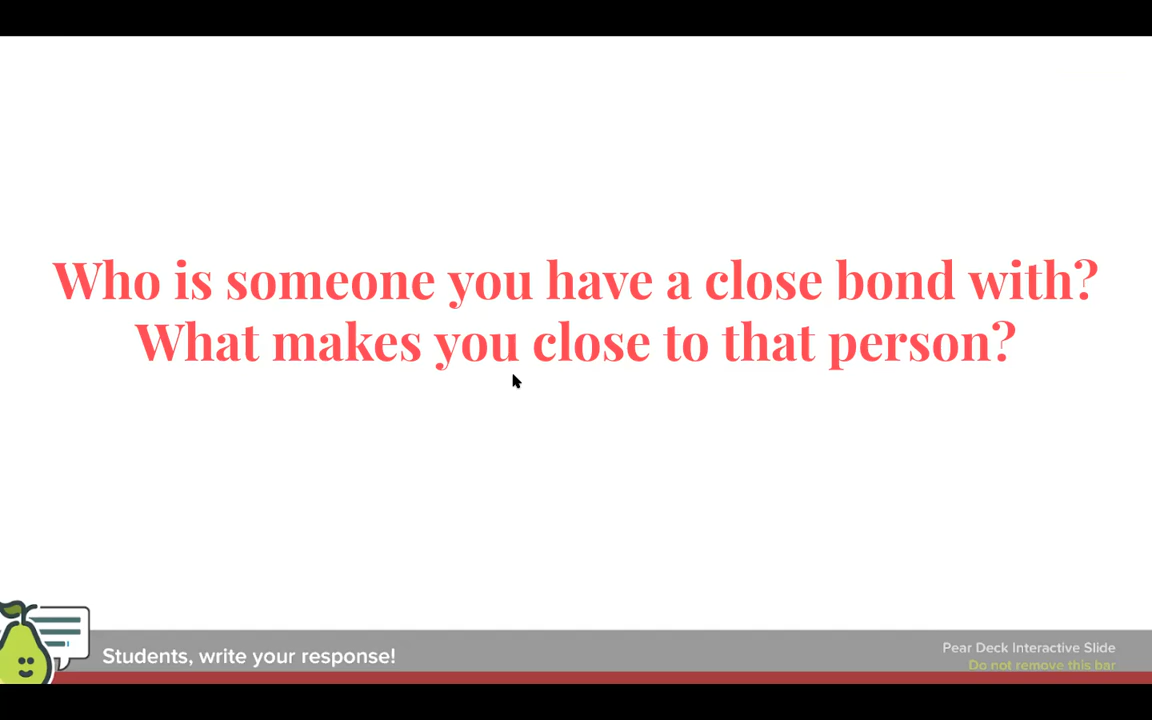 Who is someone you have a close bond with?
What makes you close to that person?
Students, write your response!
Pear Deck Interactive Slide
Do not remove this bar